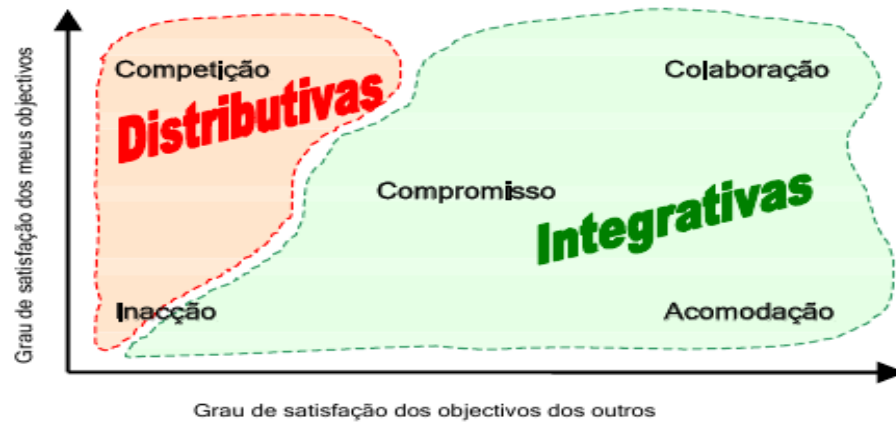 Grau de satisfação dos meus objectivos
Competição
Distributivas
Colaboração
Compromisso
Integrativas
Inacção
Acomodação
Grau de satisfação dos objectivos dos outros